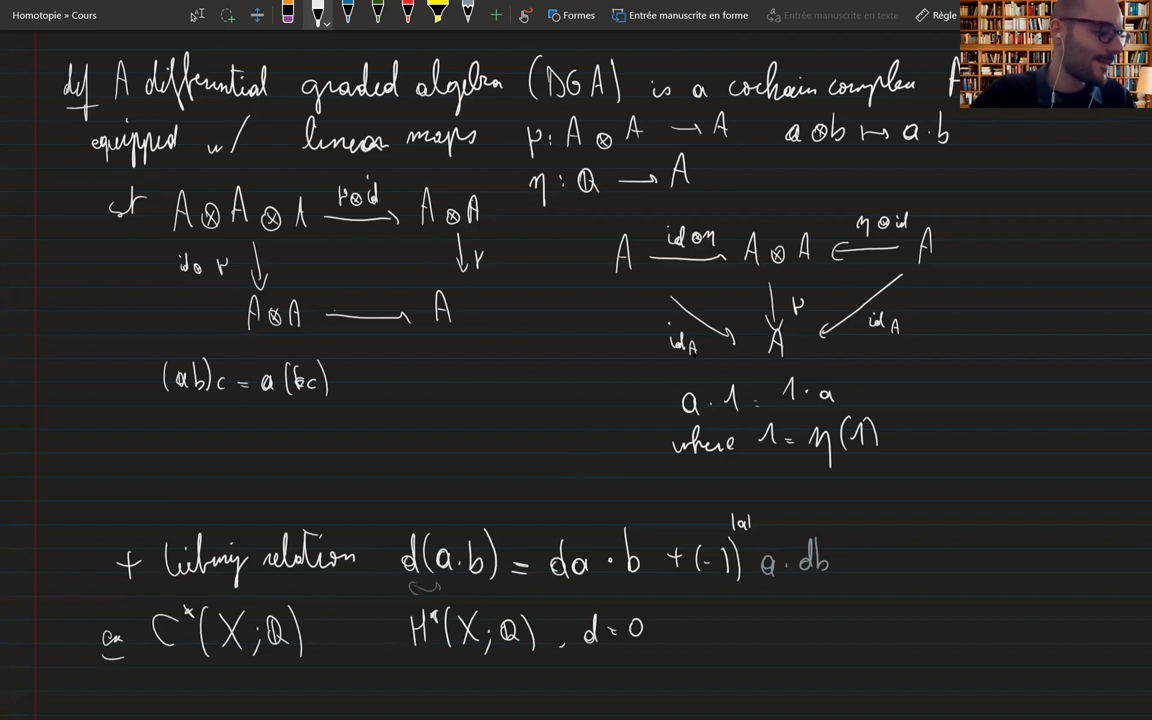 Homotopie » Cours
Formes
Entrée manuscrite en forme
Entrée manuscrite en texte
Règle
def A differential graded algebra (DGA) is a cochain complex A
equipped w/ linear maps μ: A ⊗ A → A a ⊗ b ↦ a·b
η: Q → A
st A ⊗ A ⊗ A μ⊗id → A ⊗ A
id⊗μ ↓ ↓ μ
A ⊗ A → A
(ab)c = a(bc)
A id⊗η → A ⊗ A ← η⊗id A
id_A ↓ μ id_A
A
a·1 = 1·a
where 1 = η(1)
+ Leibniz relation d(a·b) = da·b + (-1)^|a| a·db
ex C*(X;Q) H*(X;Q), d=0